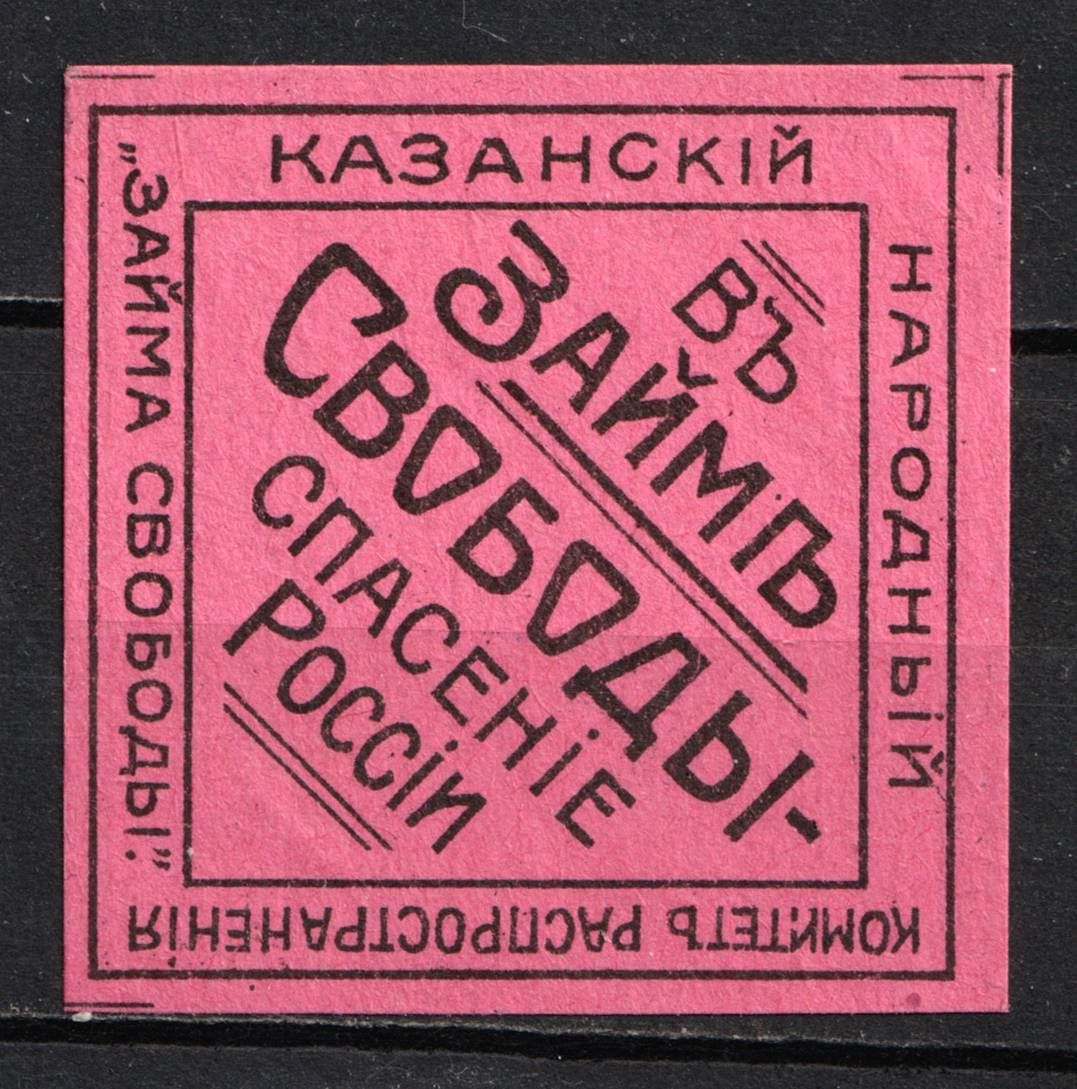 КАЗАНСКІЙ
НАРОДНЫЙ
КОМИТЕТЪ РАСПРОСТРАНЕНІЯ
„ЗАЙМА СВОБОДЫ".
ВЪ
ЗАЙМѢ
СВОБОДЫ-
СПАСЕНІЕ
РОССІИ